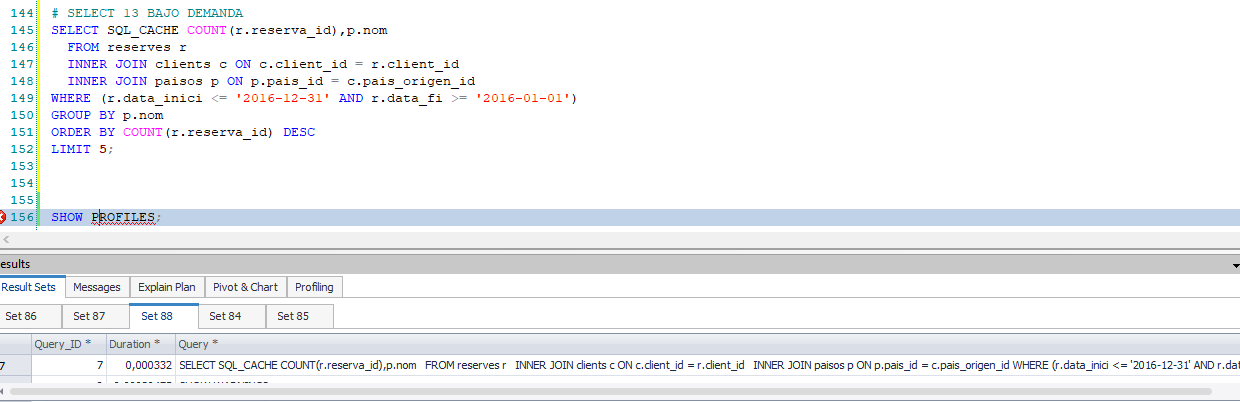 144 # SELECT 13 BAJO DEMANDA
145 SELECT SQL_CACHE COUNT(r.reserva_id),p.nom
146 FROM reserves r
147 INNER JOIN clients c ON c.client_id = r.client_id
148 INNER JOIN paisos p ON p.pais_id = c.pais_origen_id
149 WHERE (r.data_inici <= '2016-12-31' AND r.data_fi >= '2016-01-01')
150 GROUP BY p.nom
151 ORDER BY COUNT(r.reserva_id) DESC
152 LIMIT 5;
153
154
155
156 SHOW PROFILES;
esults
Result Sets Messages Explain Plan Pivot & Chart Profiling
Set 86 Set 87 Set 88 Set 84 Set 85
Query_ID * Duration * Query *
7 7 0,000332 SELECT SQL_CACHE COUNT(r.reserva_id),p.nom FROM reserves r INNER JOIN clients c ON c.client_id = r.client_id INNER JOIN paisos p ON p.pais_id = c.pais_origen_id WHERE (r.data_inici <= '2016-12-31' AND r.dat